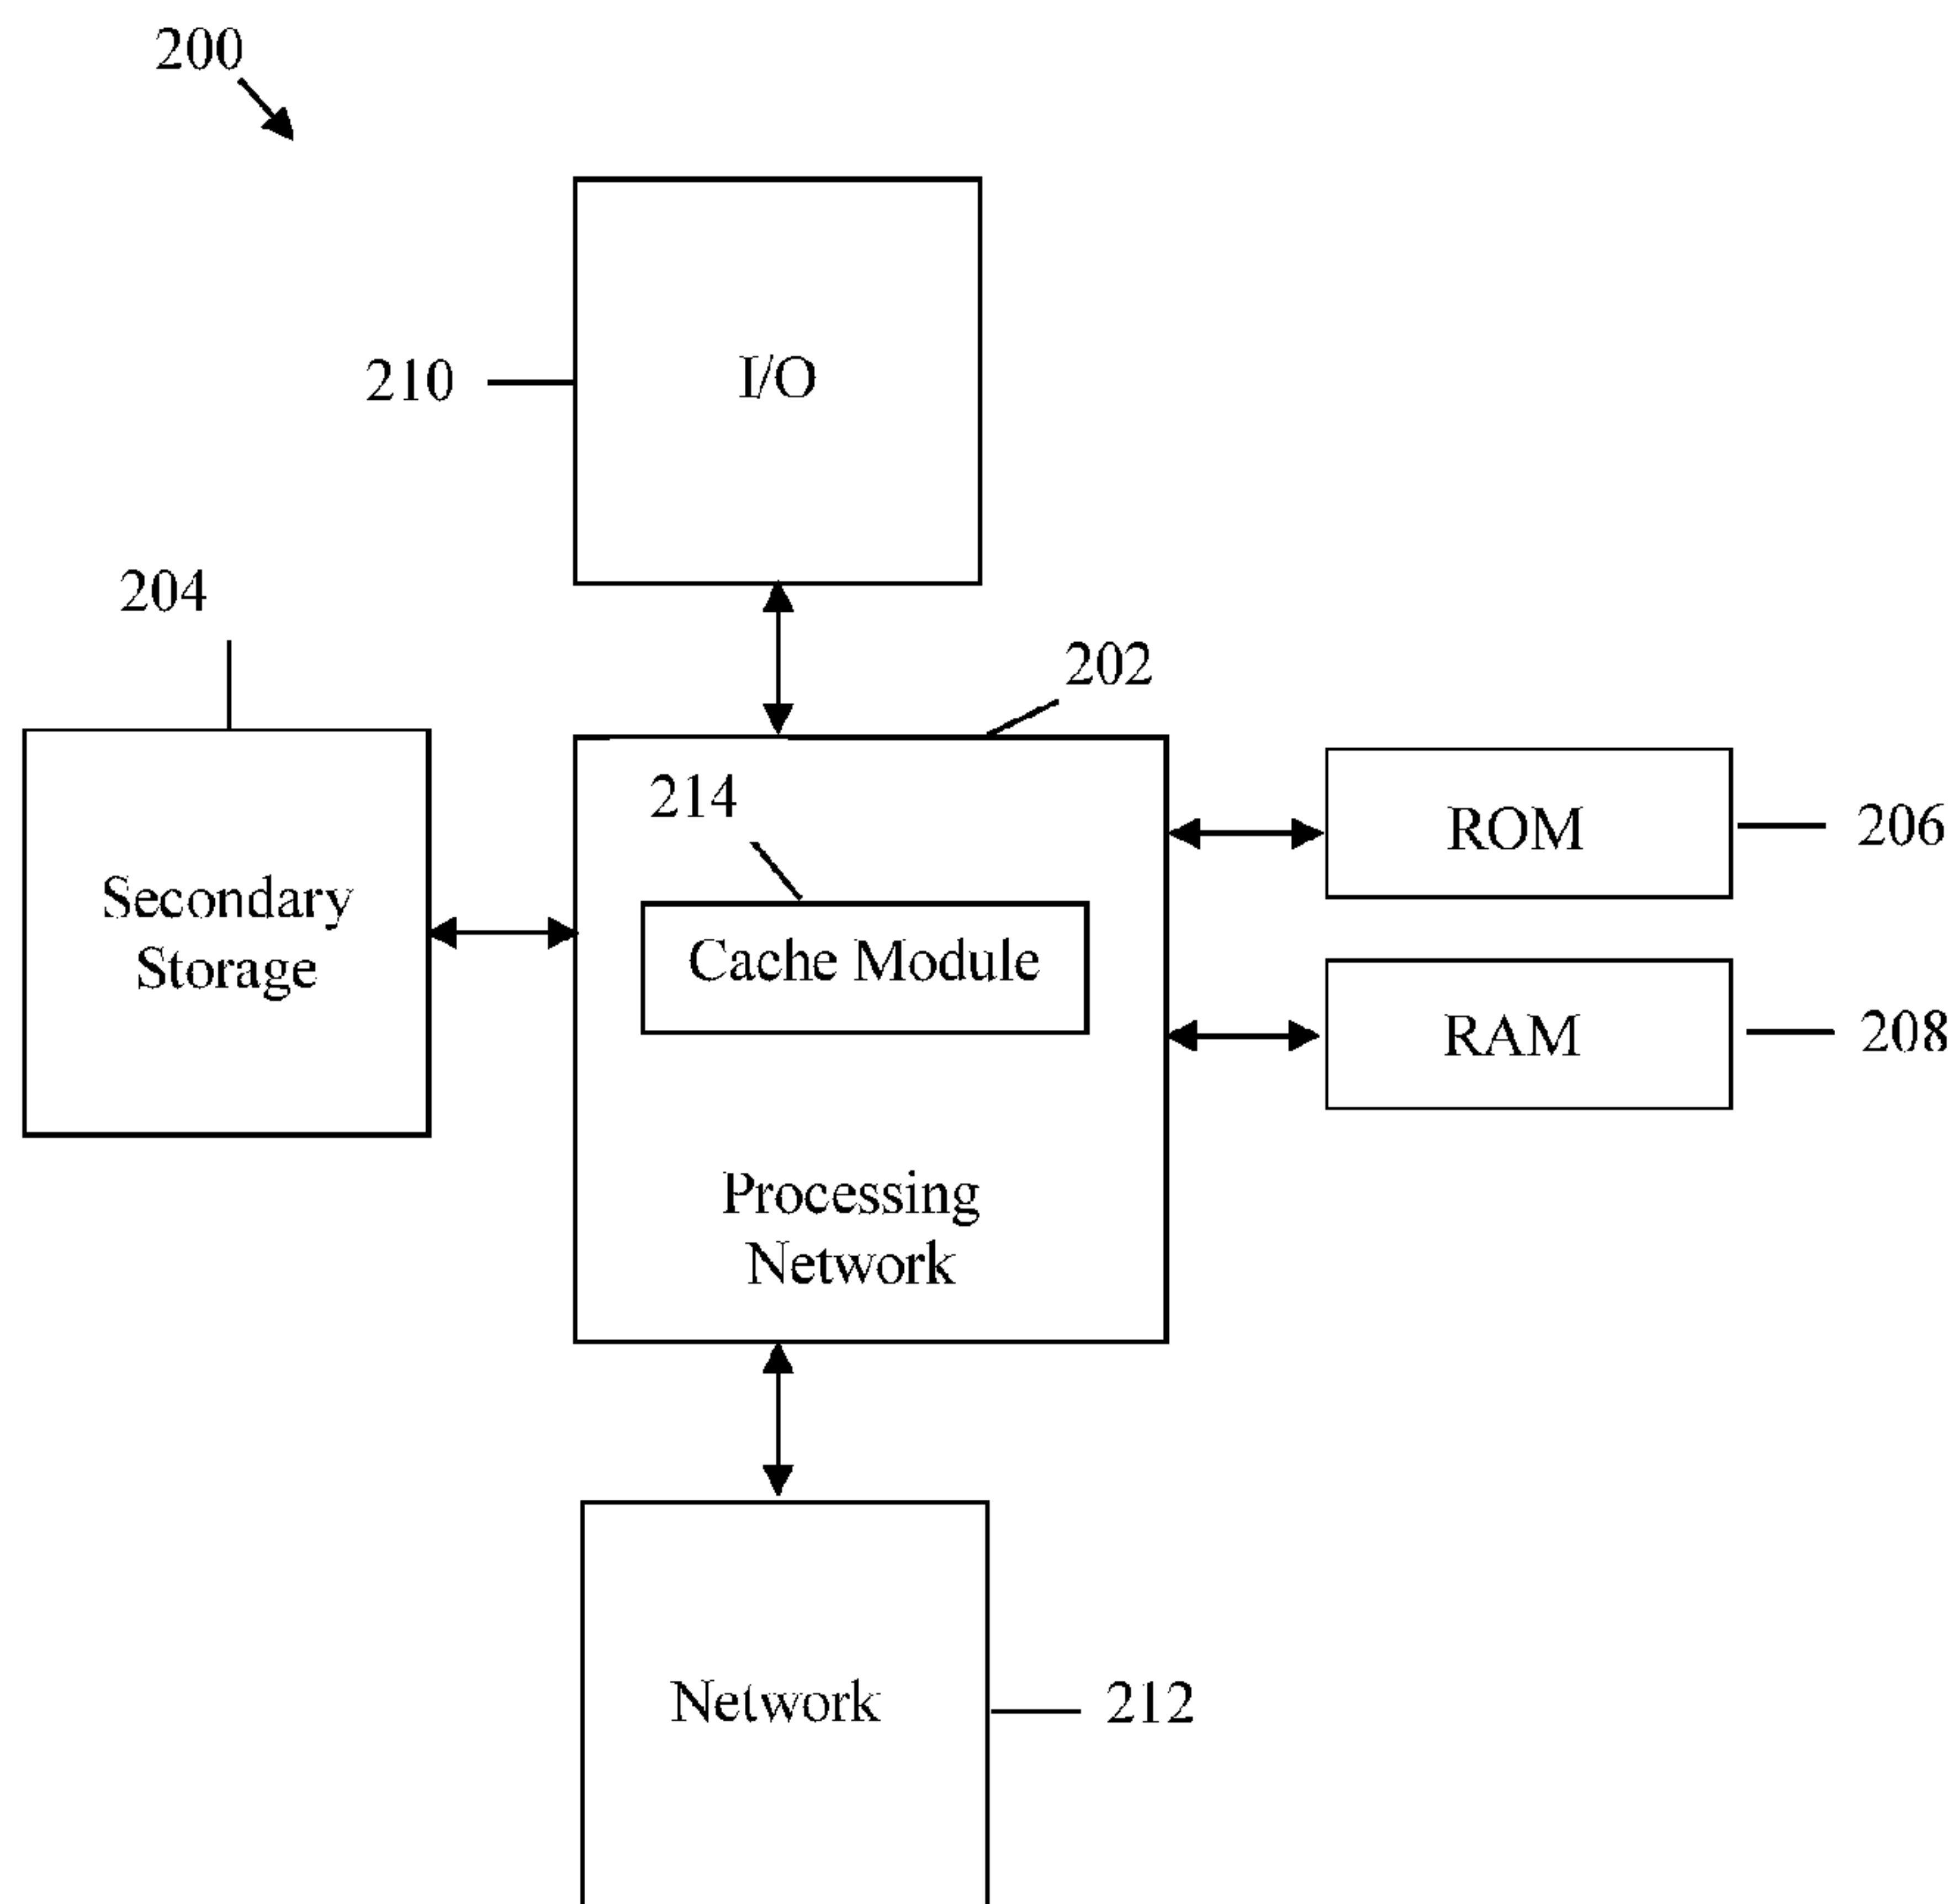 200
210
I/O
204
202
214
ROM
206
Secondary
Storage
Cache Module
RAM
208
Processing
Network
Network
212